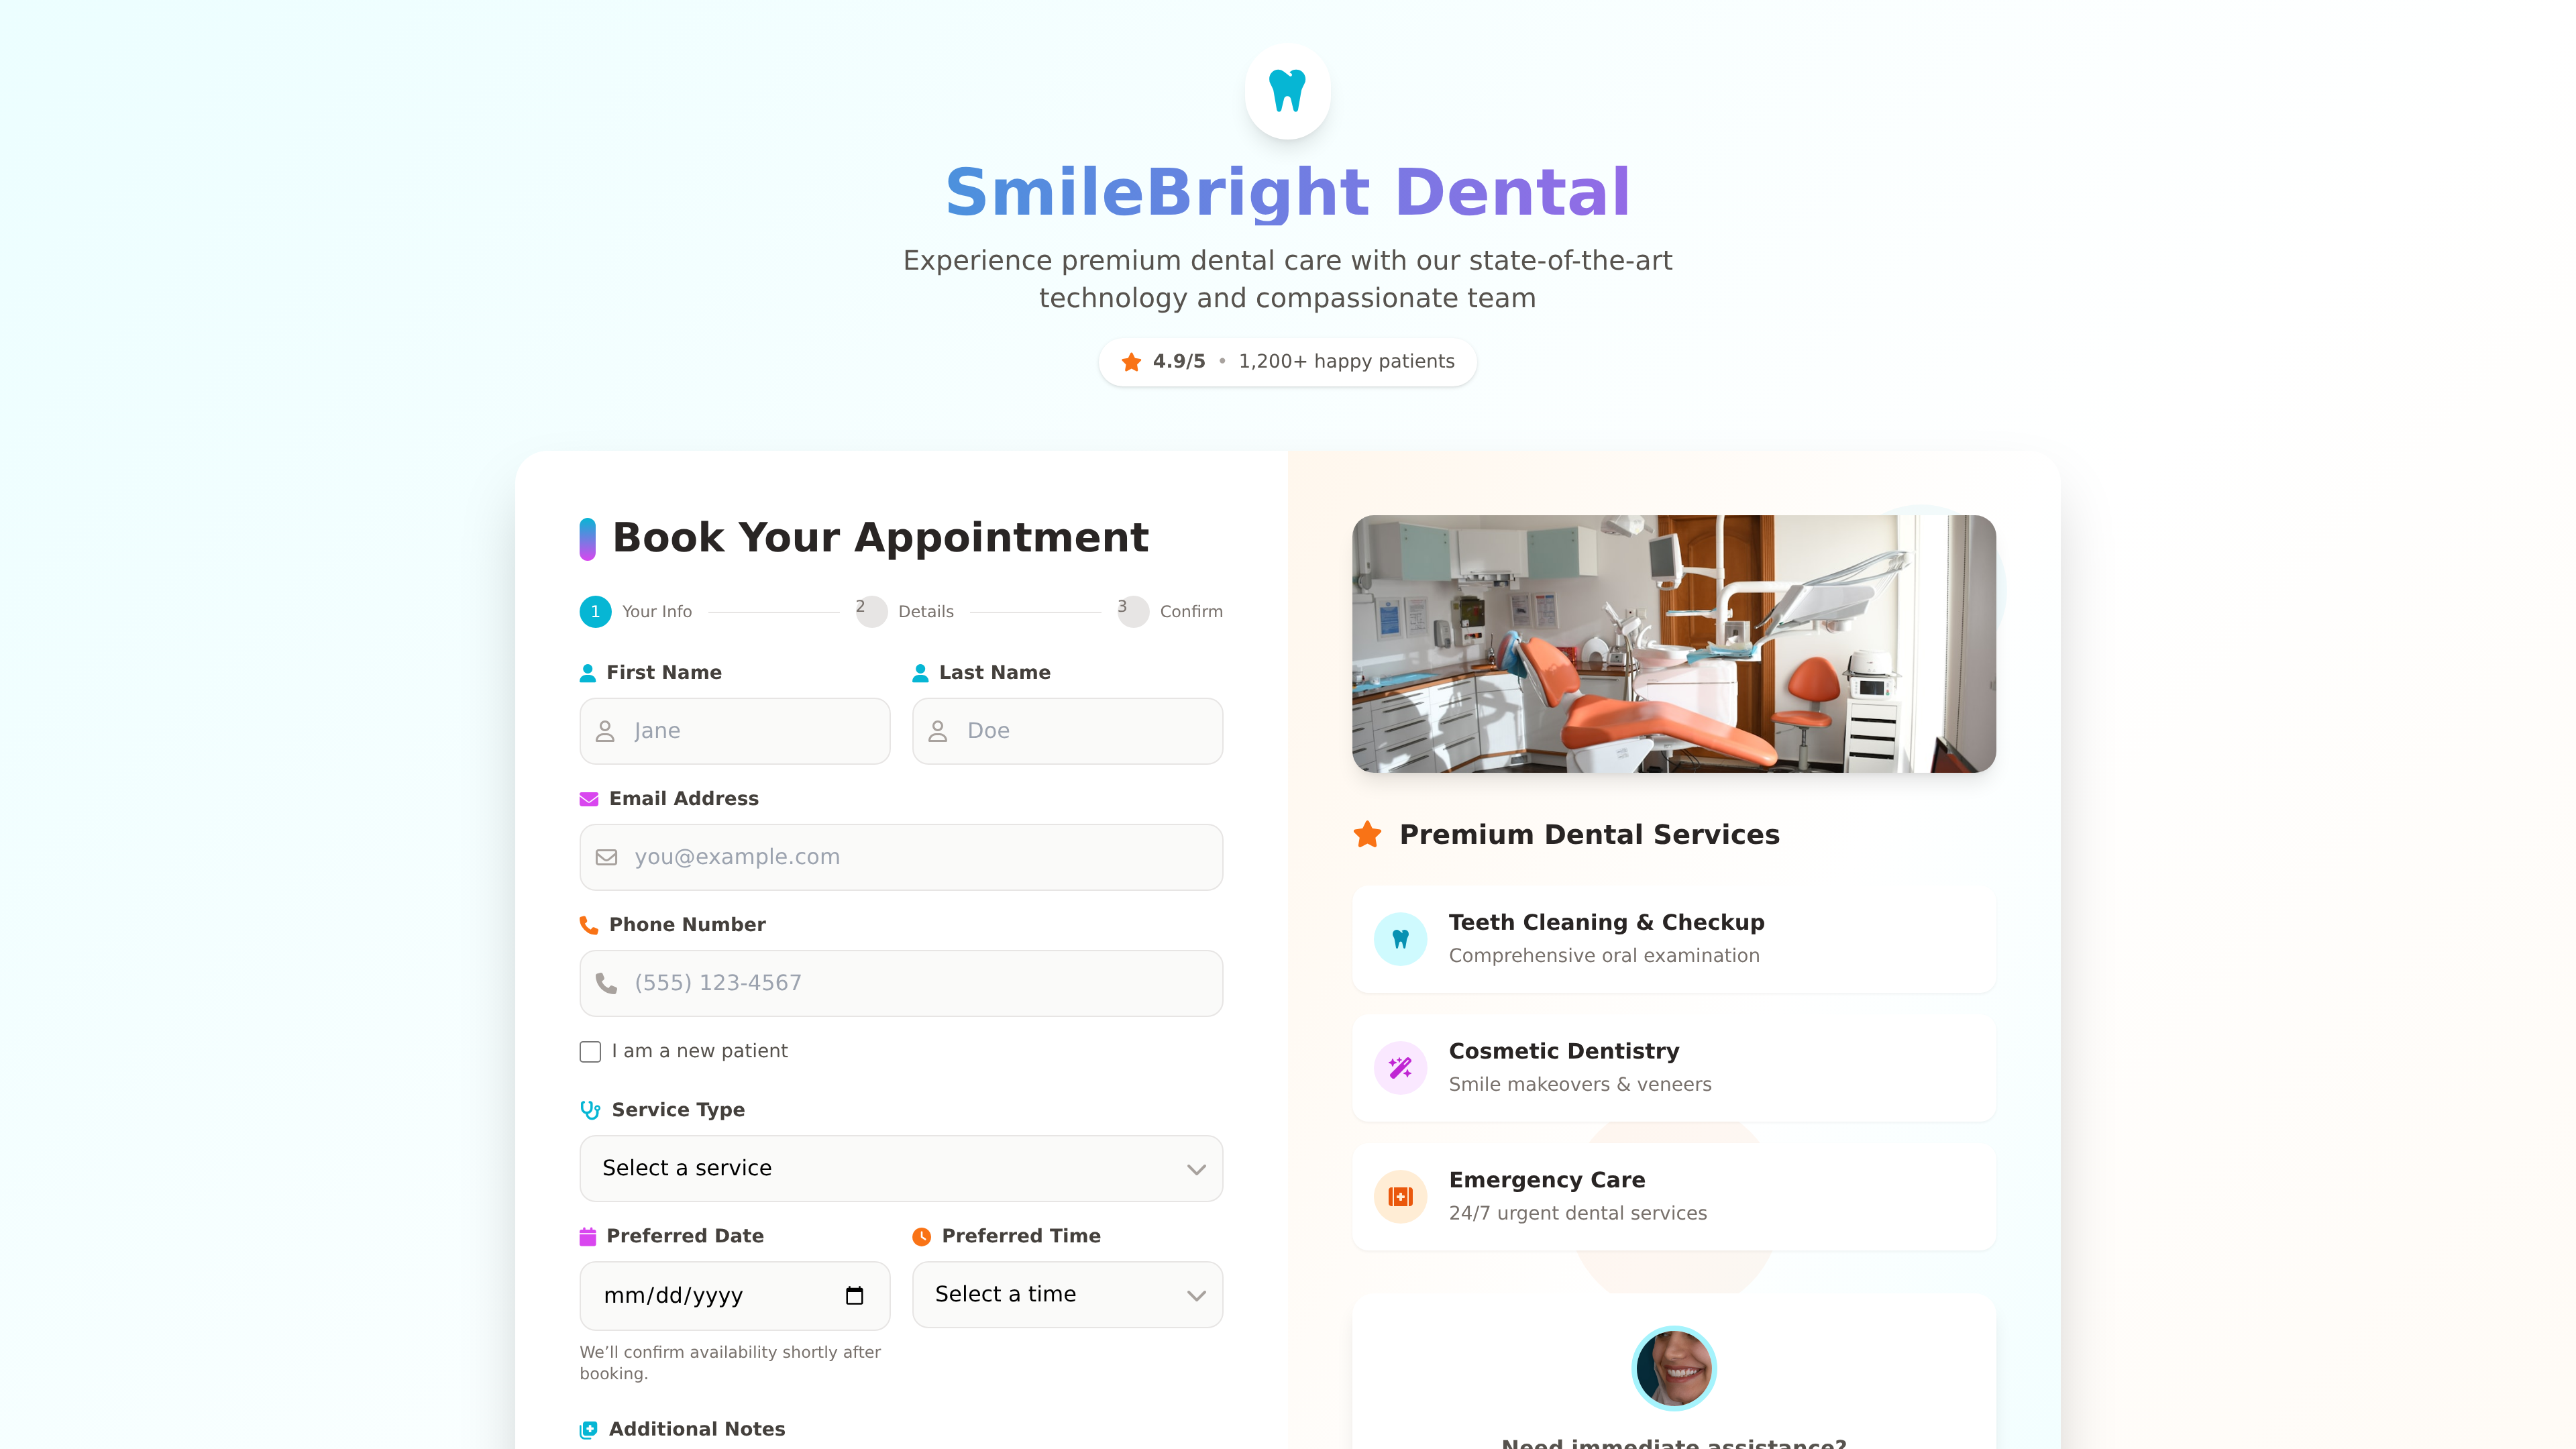 SmileBright Dental
Experience premium dental care with our state-of-the-art
technology and compassionate team
4.9/5 • 1,200+ happy patients
Book Your Appointment
1 Your Info 2 Details 3 Confirm
First Name
Last Name
Jane
Doe
Email Address
you@example.com
Phone Number
(555) 123-4567
I am a new patient
Service Type
Select a service
Preferred Date
Preferred Time
mm/dd/yyyy
Select a time
We’ll confirm availability shortly after
booking.
Additional Notes
Premium Dental Services
Teeth Cleaning & Checkup
Comprehensive oral examination
Cosmetic Dentistry
Smile makeovers & veneers
Emergency Care
24/7 urgent dental services
Need immediate assistance?